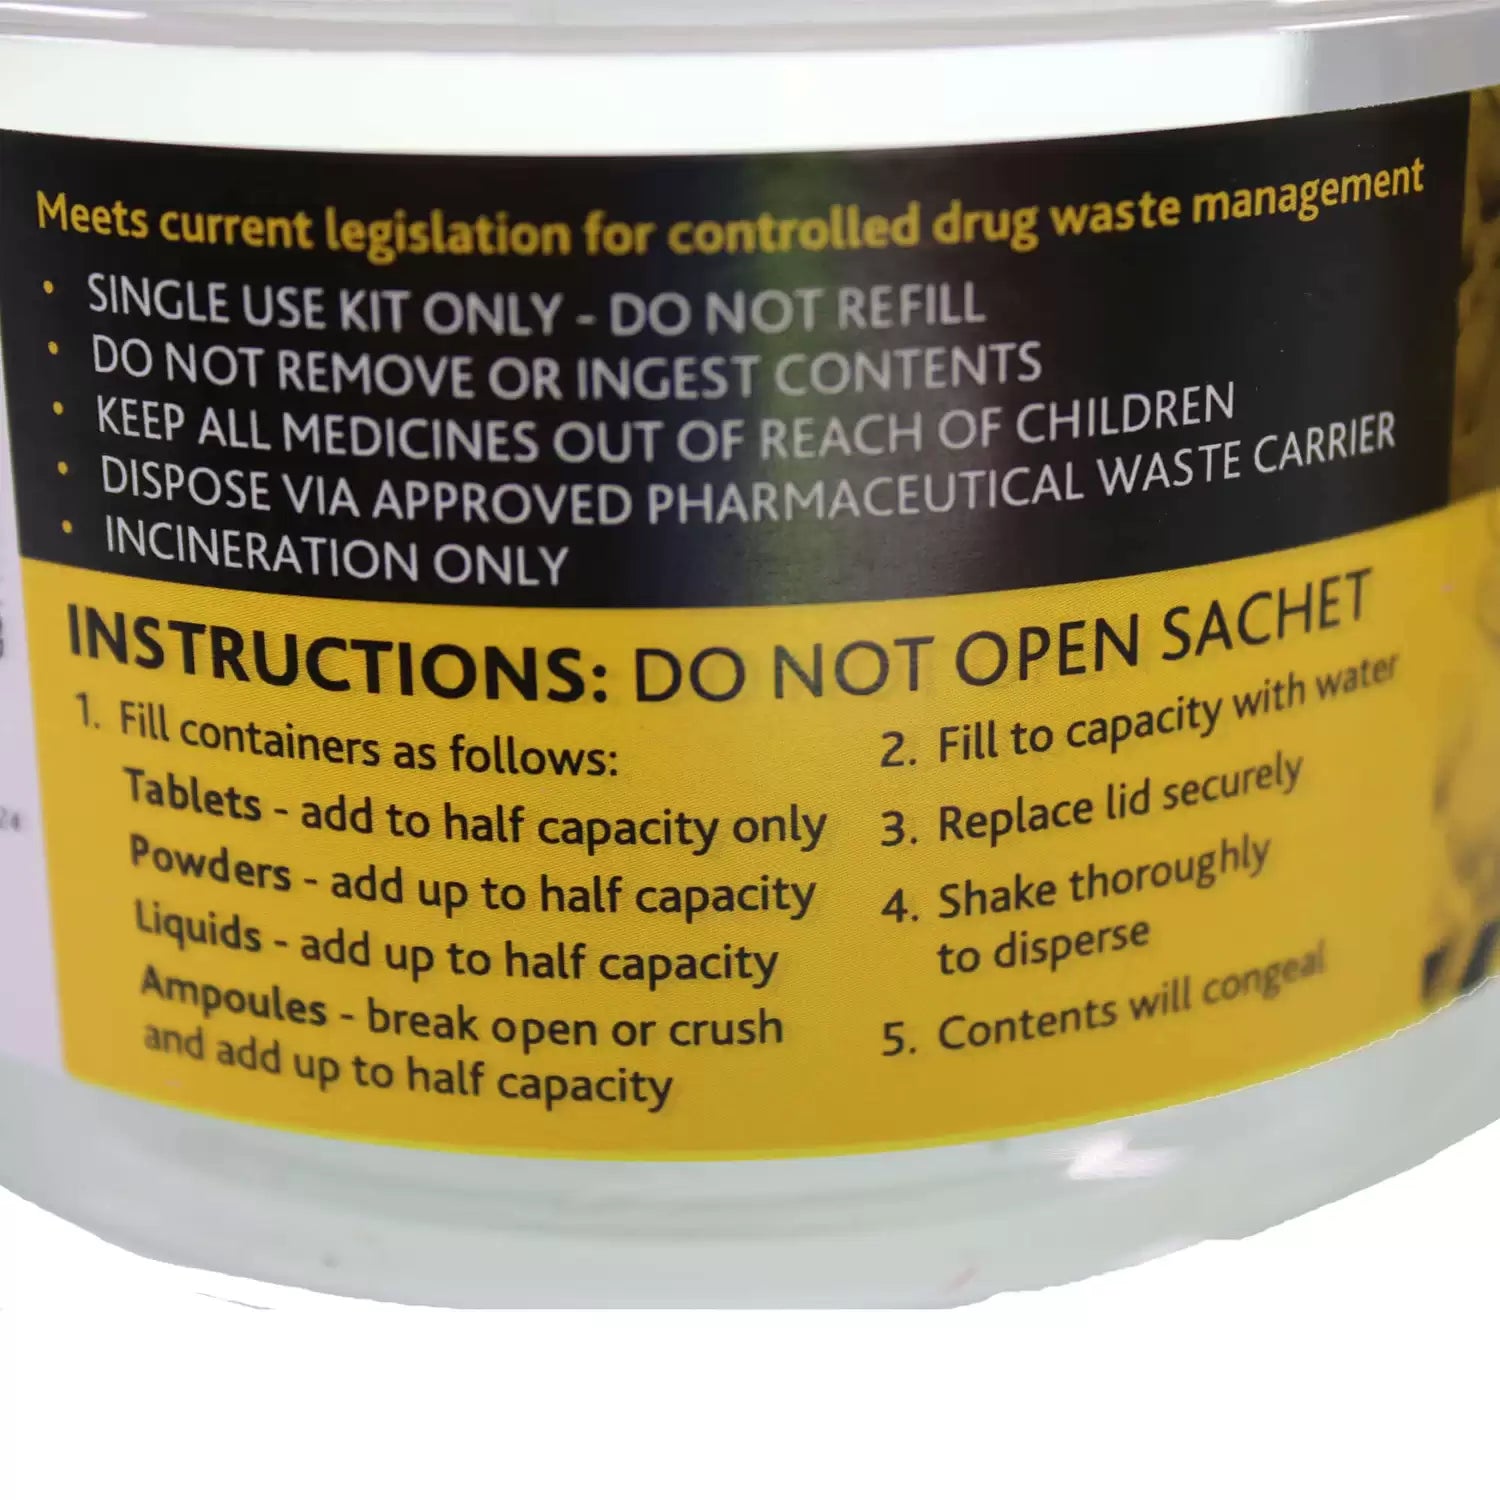 Meets current legislation for controlled drug waste management
• SINGLE USE KIT ONLY - DO NOT REFILL
• DO NOT REMOVE OR INGEST CONTENTS
• KEEP ALL MEDICINES OUT OF REACH OF CHILDREN
• DISPOSE VIA APPROVED PHARMACEUTICAL WASTE CARRIER
• INCINERATION ONLY
INSTRUCTIONS: DO NOT OPEN SACHET
1. Fill containers as follows:
Tablets - add to half capacity only
Powders - add up to half capacity
Liquids - add up to half capacity
Ampoules - break open or crush
and add up to half capacity
2. Fill to capacity with water
3. Replace lid securely
4. Shake thoroughly
to disperse
5. Contents will congeal